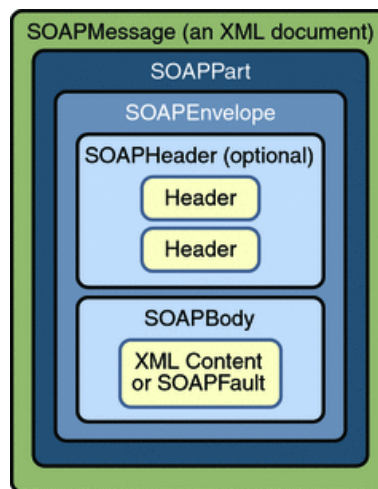 SOAPMessage (an XML document)
SOAPPart
SOAPEnvelope
SOAPHeader (optional)
Header
Header
SOAPBody
XML Content
or SOAPFault